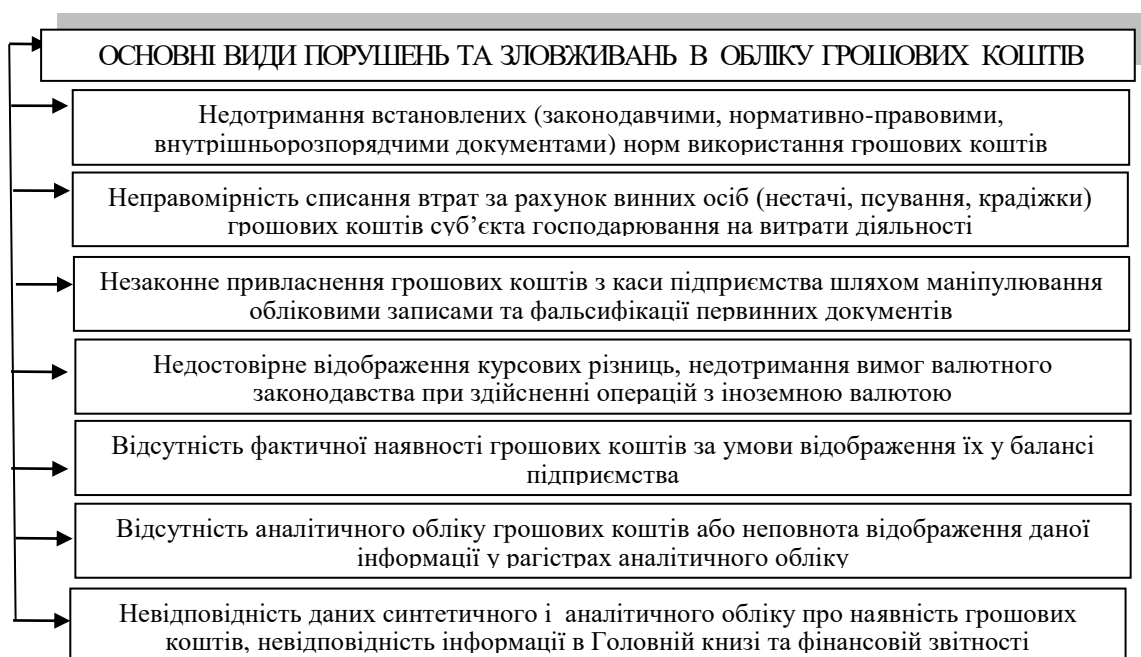 ОСНОВНІ ВИДИ ПОРУШЕНЬ ТА ЗЛОВЖИВАНЬ В ОБЛІКУ ГРОШОВИХ КОШТІВ
Недотримання встановлених (законодавчими, нормативно-правовими,
внутрішньорозпорядчими документами) норм використання грошових коштів
Неправомірність списання втрат за рахунок винних осіб (нестачі, псування, крадіжки)
грошових коштів суб’єкта господарювання на витрати діяльності
Незаконне привласнення грошових коштів з каси підприємства шляхом маніпулювання
обліковими записами та фальсифікації первинних документів
Недостовірне відображення курсових різниць, недотримання вимог валютного
законодавства при здійсненні операцій з іноземною валютою
Відсутність фактичної наявності грошових коштів за умови відображення їх у балансі
підприємства
Відсутність аналітичного обліку грошових коштів або неповнота відображення даної
інформації у рагістрах аналітичного обліку
Невідповідність даних синтетичного і аналітичного обліку про наявність грошових
коштів, невідповідність інформації в Головній книзі та фінансовій звітності